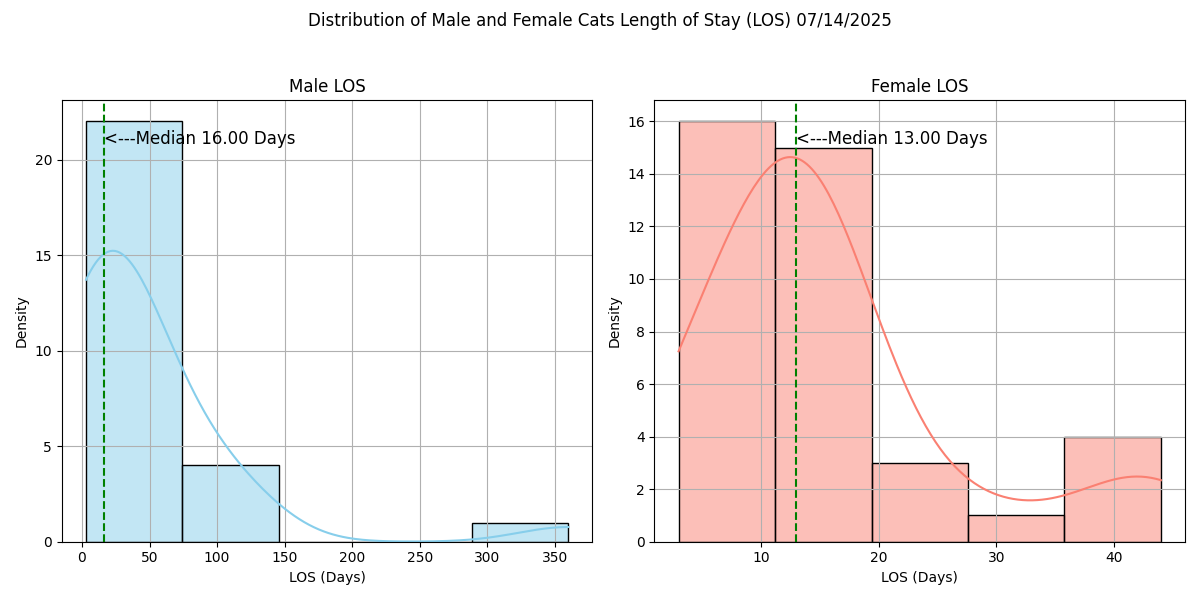 Distribution of Male and Female Cats Length of Stay (LOS) 07/14/2025
Male LOS
<---Median 16.00 Days
20
15
10
5
0
Density
0 50 100 150 200 250 300 350
LOS (Days)
Female LOS
<---Median 13.00 Days
16
14
12
10
8
6
4
2
0
Density
10 20 30 40
LOS (Days)